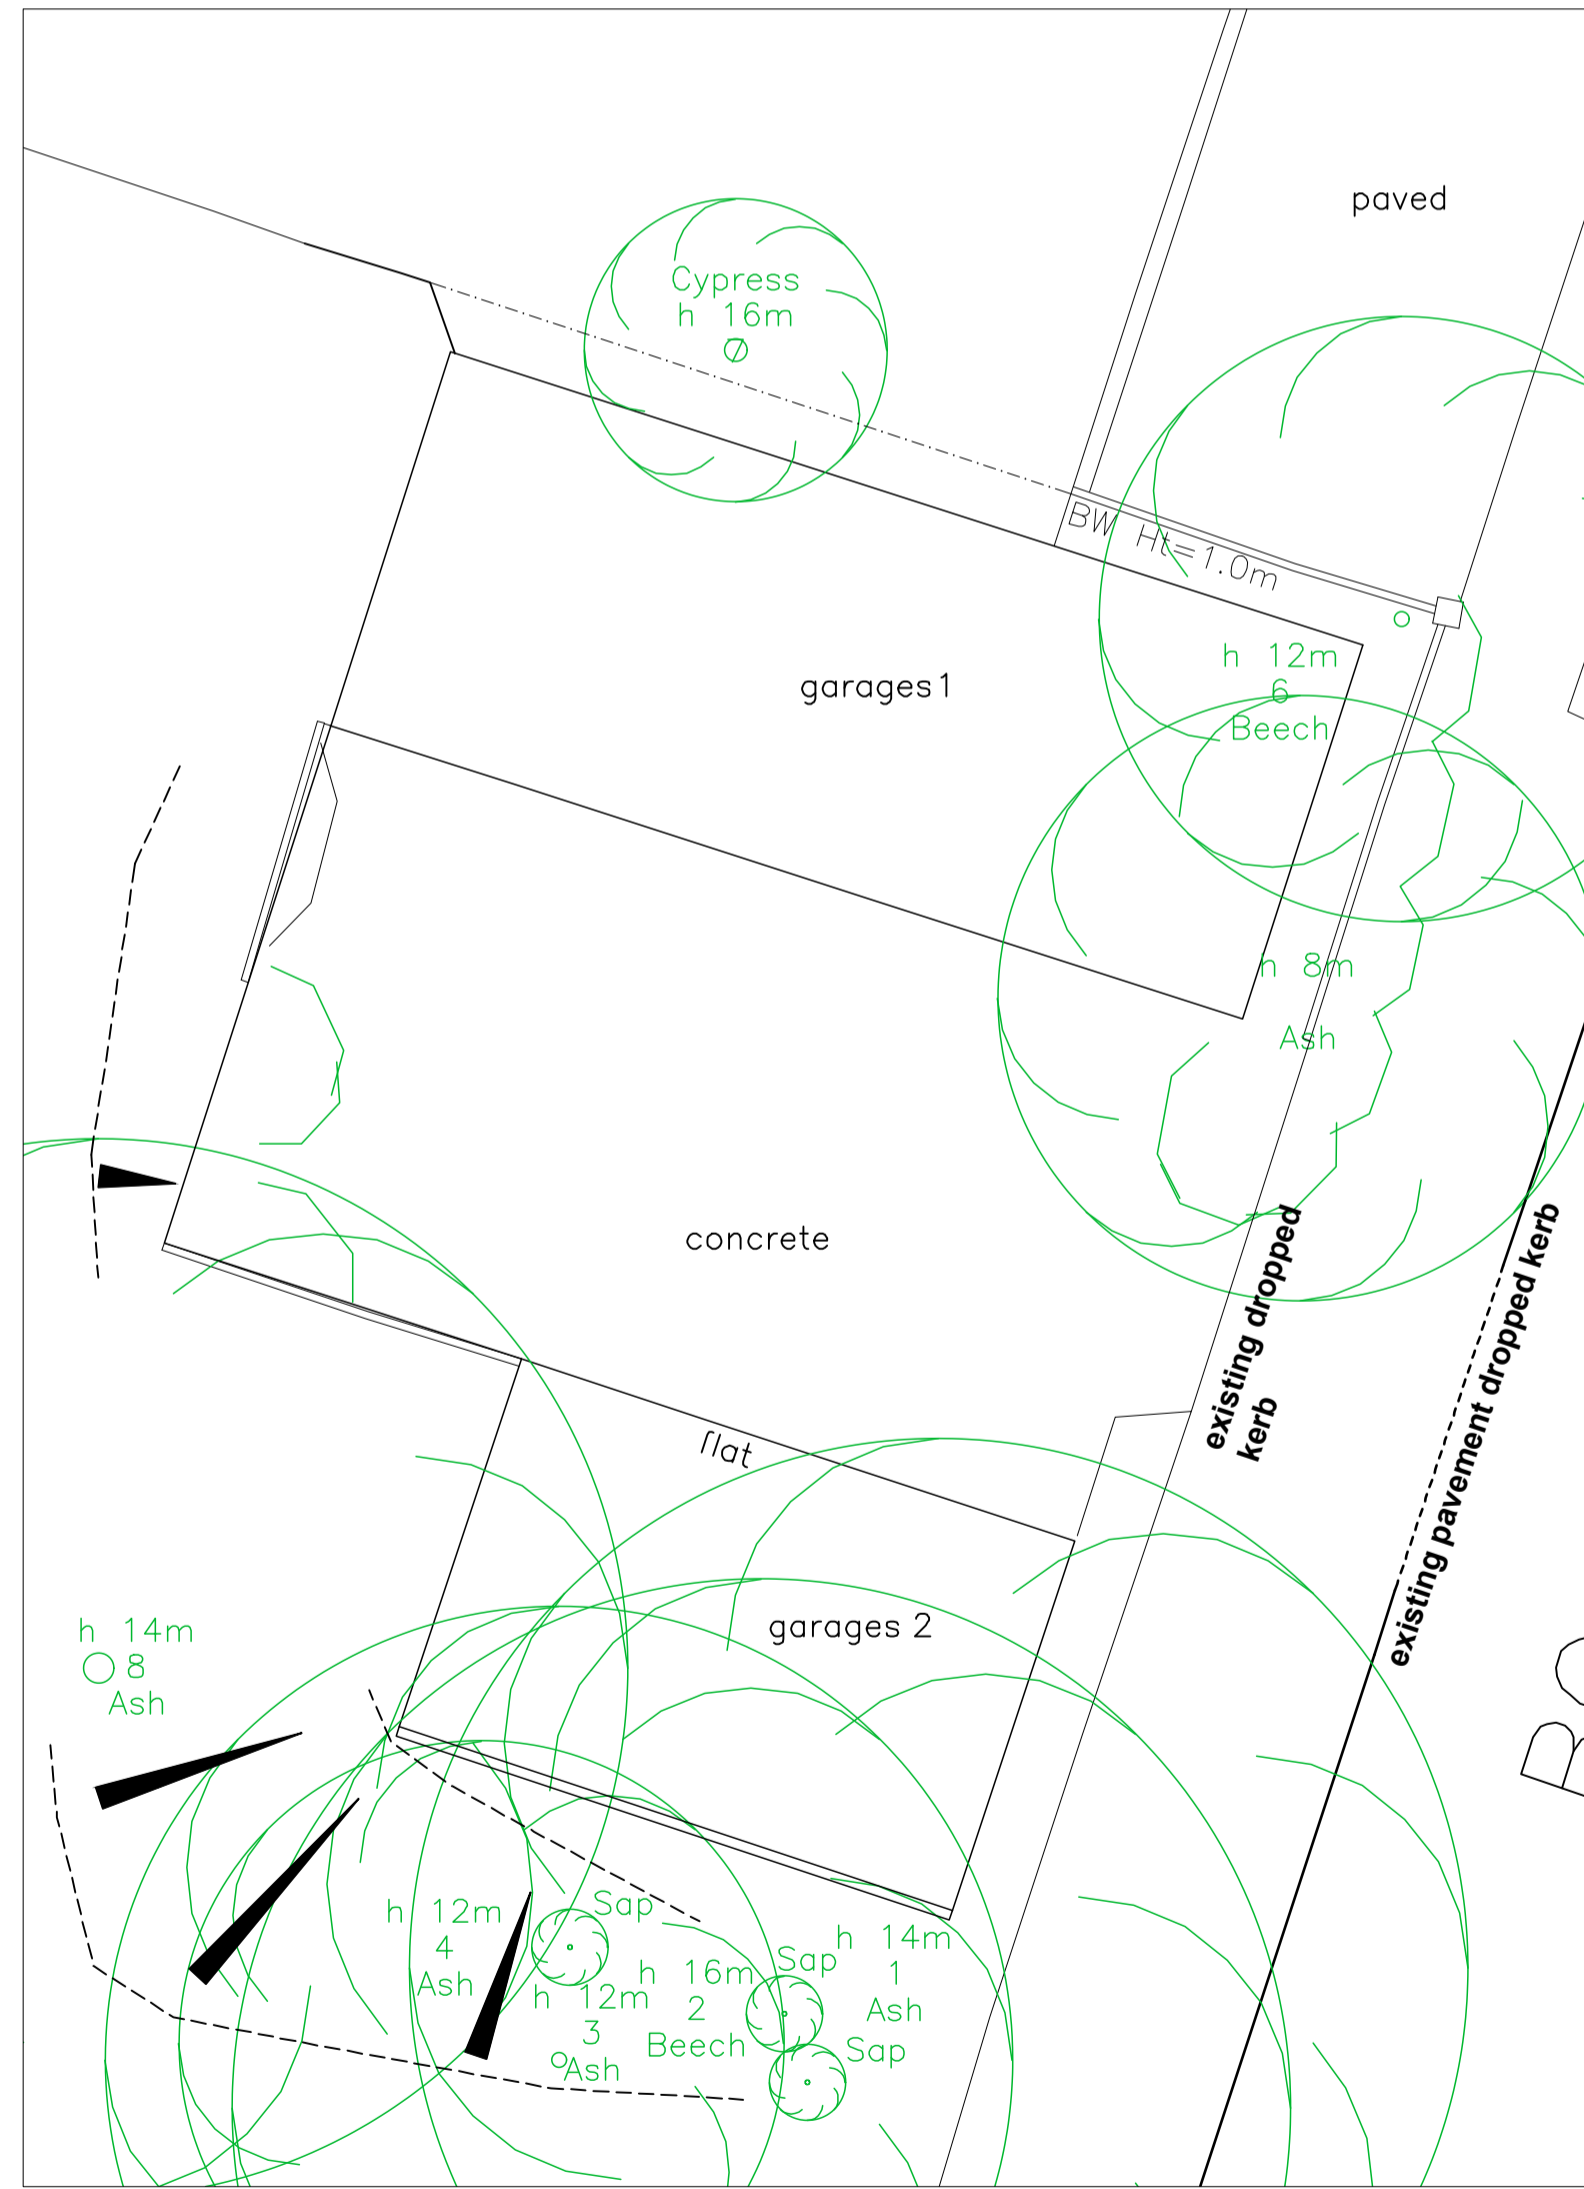 paved
Cypress
h 16m
BW Ht=1.0m
h 12m
6
Beech
garages 1
h 8m
Ash
concrete
existing dropped
kerb
existing pavement dropped kerb
flat
garages 2
h 14m
8
Ash
h 12m
4
Ash
Sap
h 12m
3
Ash
h 16m
2
Beech
Sap
h 14m
1
Ash
Sap